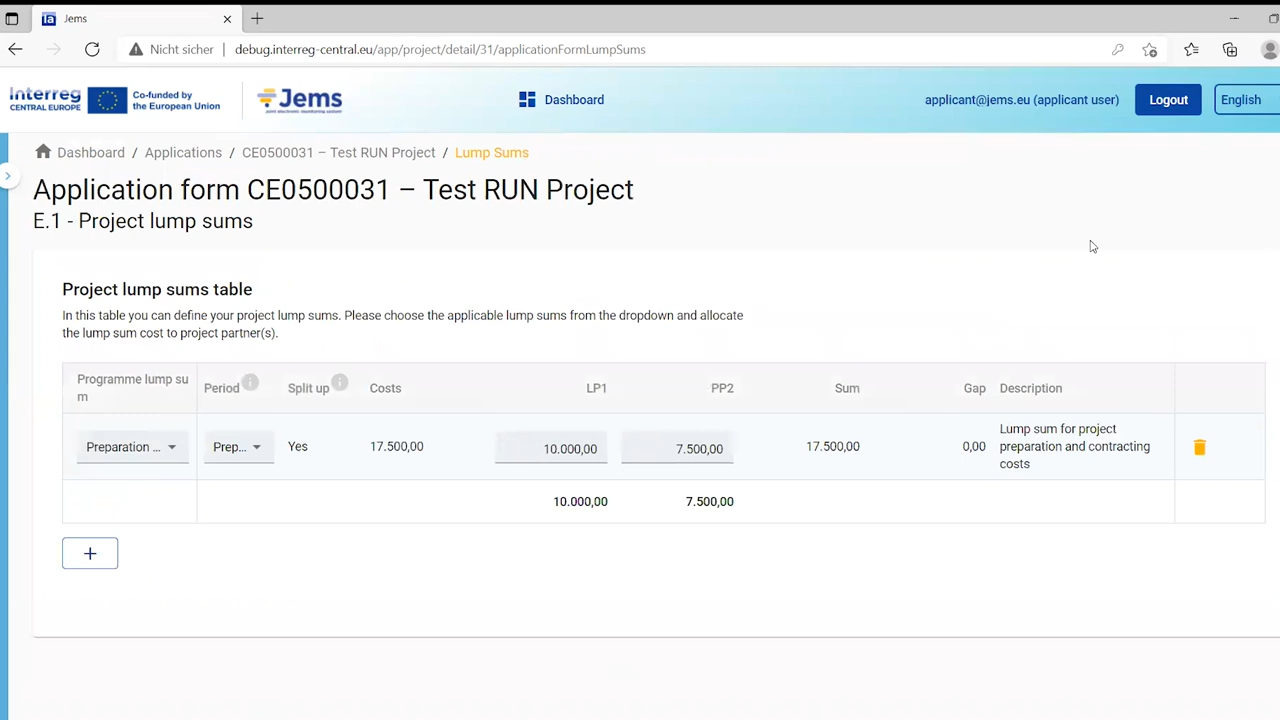 Jems
Nicht sicher
debug.interreg-central.eu/app/project/detail/31/applicationFormLumpSums
Interreg
CENTRAL EUROPE
Co-funded by
the European Union
Jems
Joint electronic monitoring system
Dashboard
applicant@jems.eu (applicant user)
Logout
English
Dashboard / Applications / CE0500031 – Test RUN Project / Lump Sums
Application form CE0500031 – Test RUN Project
E.1 - Project lump sums
Project lump sums table
In this table you can define your project lump sums. Please choose the applicable lump sums from the dropdown and allocate
the lump sum cost to project partner(s).
Programme lump su
m
Period
Split up
Costs
LP1
PP2
Sum
Gap
Description
Preparation ...
Prep...
Yes
17.500,00
10.000,00
7.500,00
17.500,00
0,00
Lump sum for project
preparation and contracting
costs
10.000,00
7.500,00
+